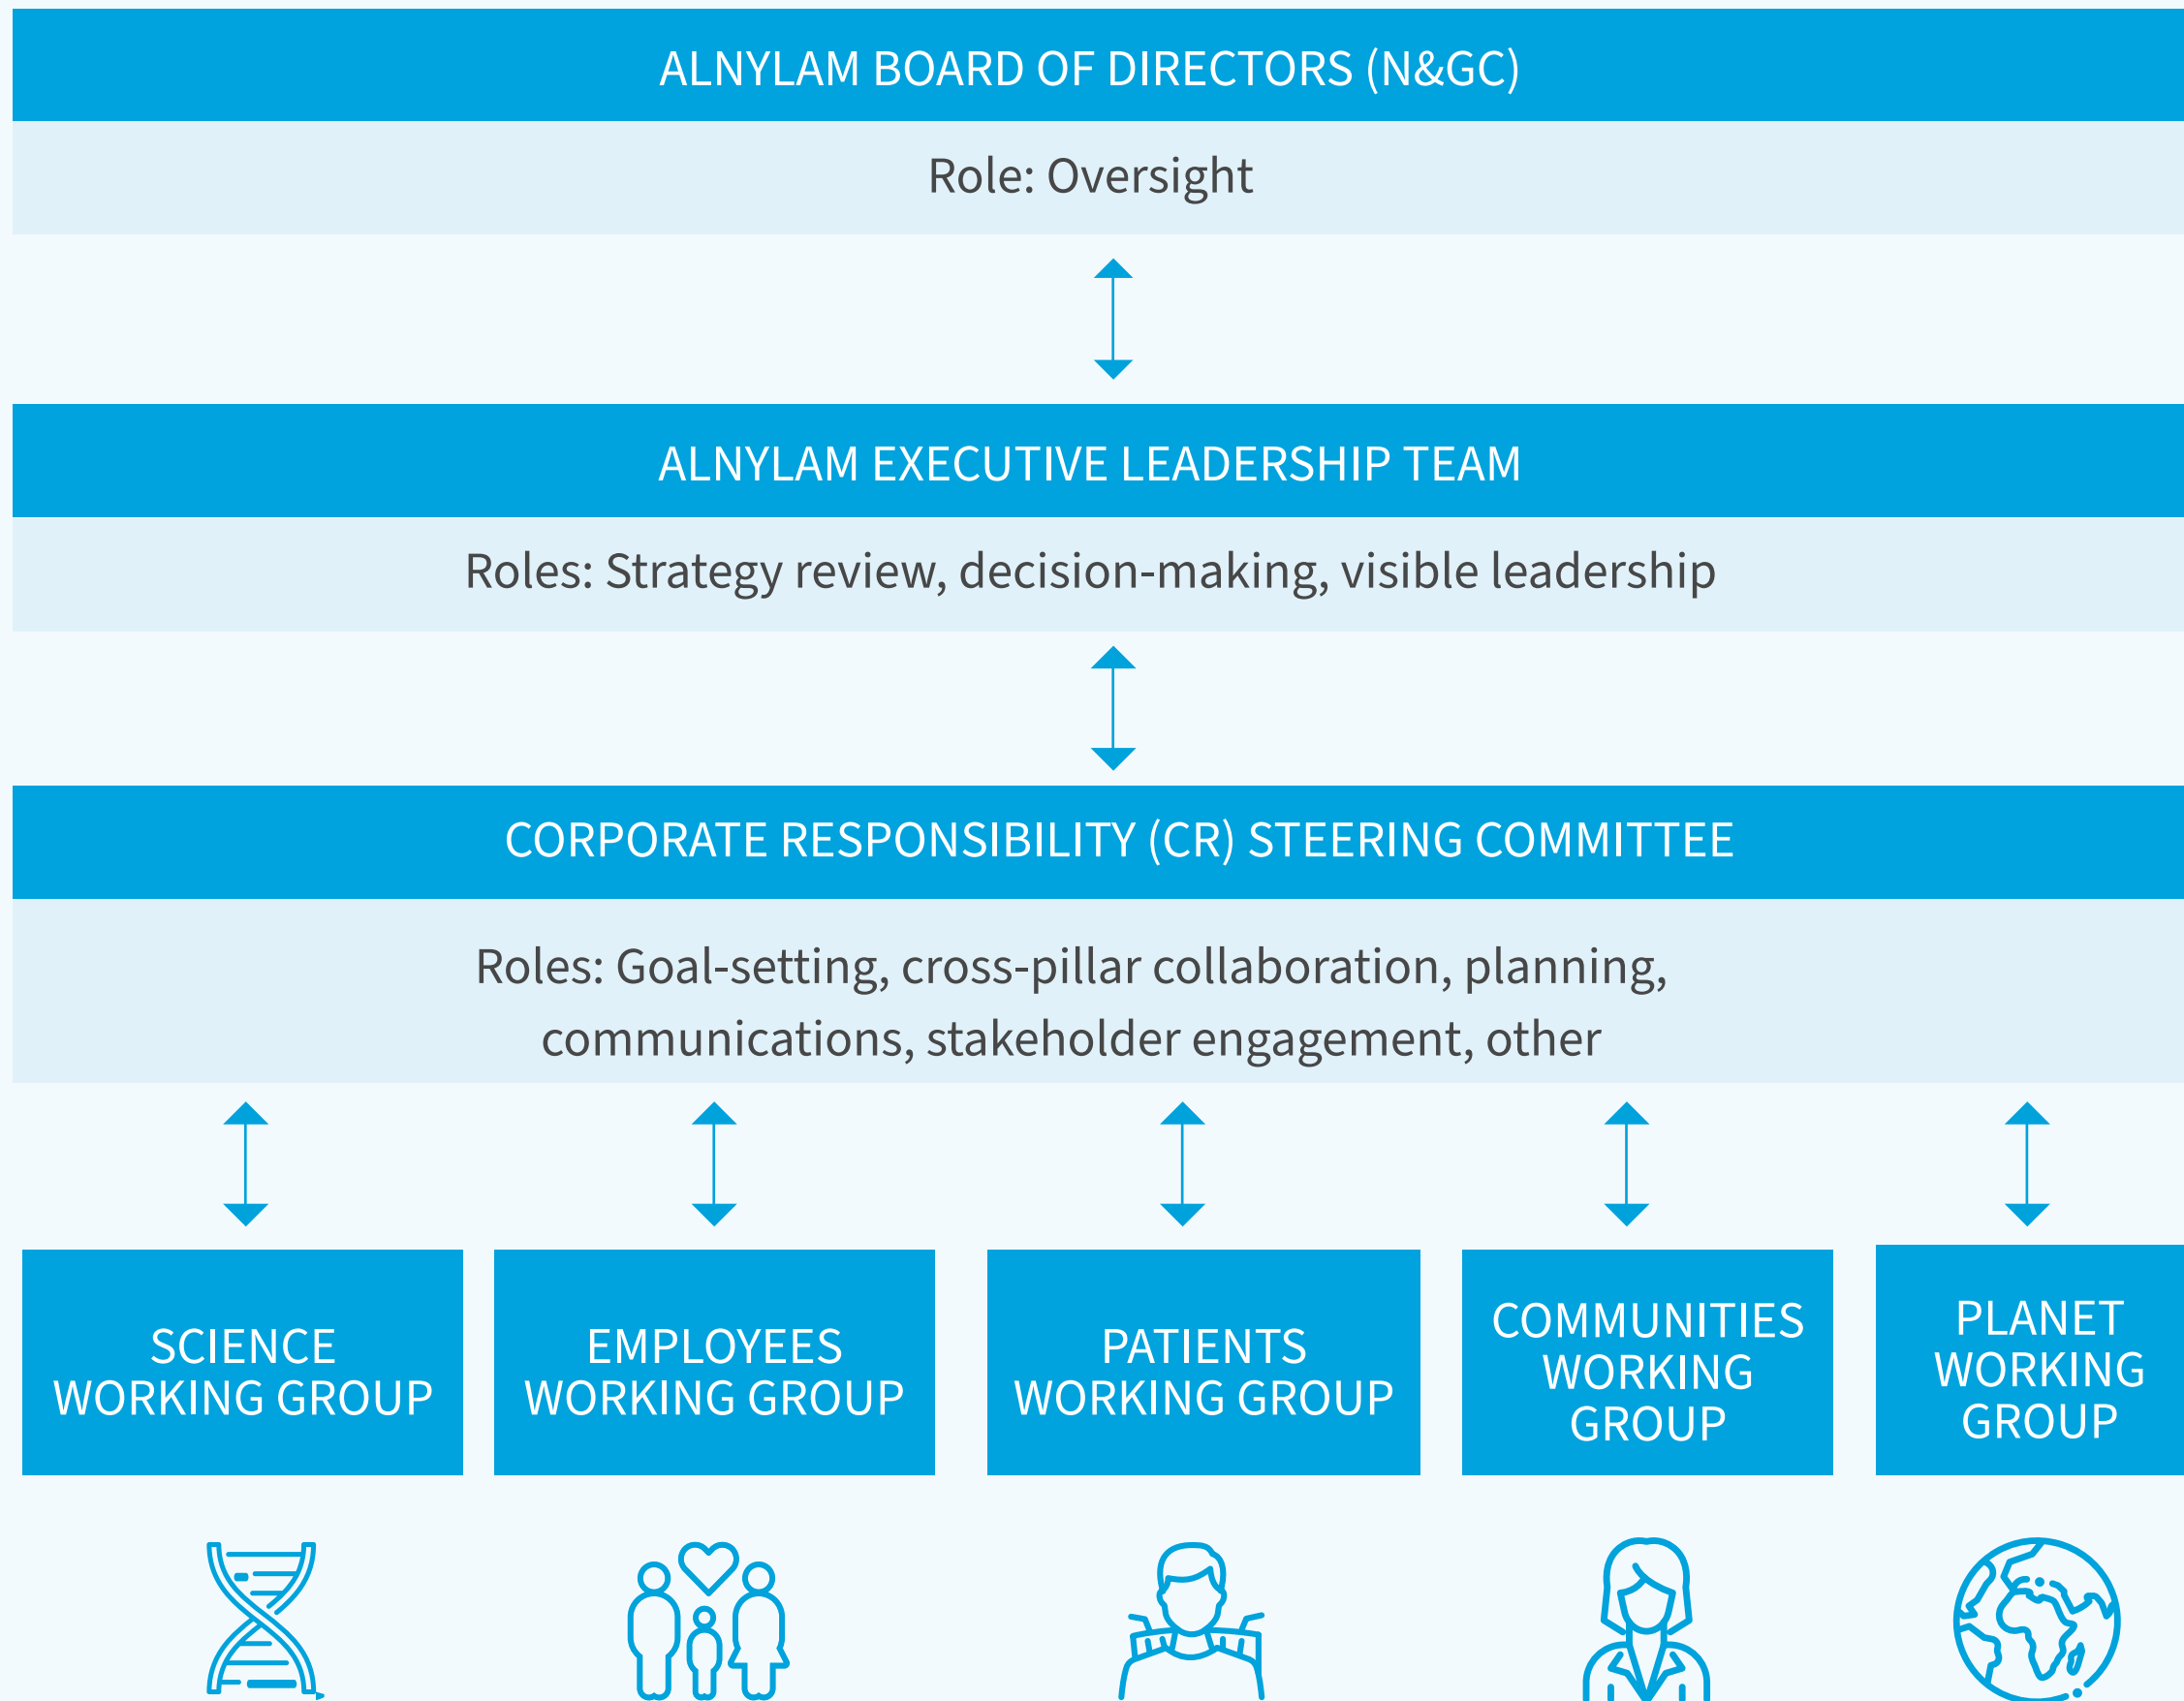 ALNYLAM BOARD OF DIRECTORS (N&GC)
Role: Oversight
ALNYLAM EXECUTIVE LEADERSHIP TEAM
Roles: Strategy review, decision-making, visible leadership
CORPORATE RESPONSIBILITY (CR) STEERING COMMITTEE
Roles: Goal-setting, cross-pillar collaboration, planning,
communications, stakeholder engagement, other
SCIENCE
WORKING GROUP
EMPLOYEES
WORKING GROUP
PATIENTS
WORKING GROUP
COMMUNITIES
WORKING
GROUP
PLANET
WORKING
GROUP